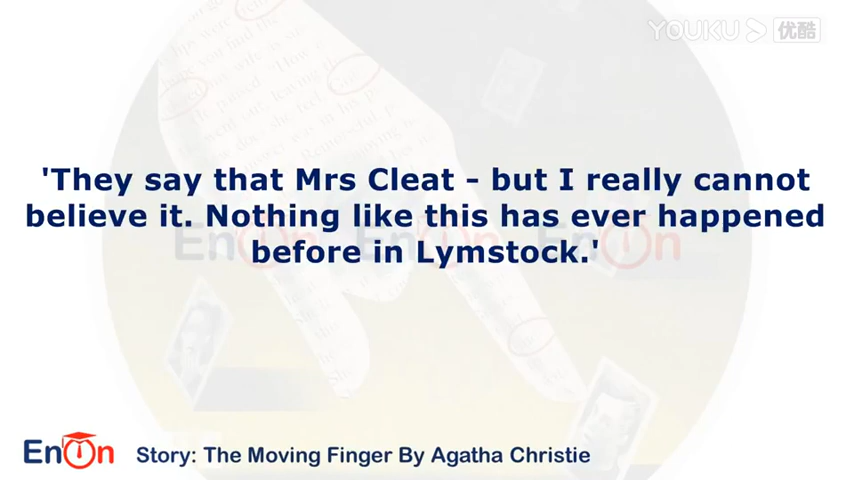 YOUKU 优酷
'They say that Mrs Cleat - but I really cannot
believe it. Nothing like this has ever happened
before in Lymstock.'
EnOn
Story: The Moving Finger By Agatha Christie